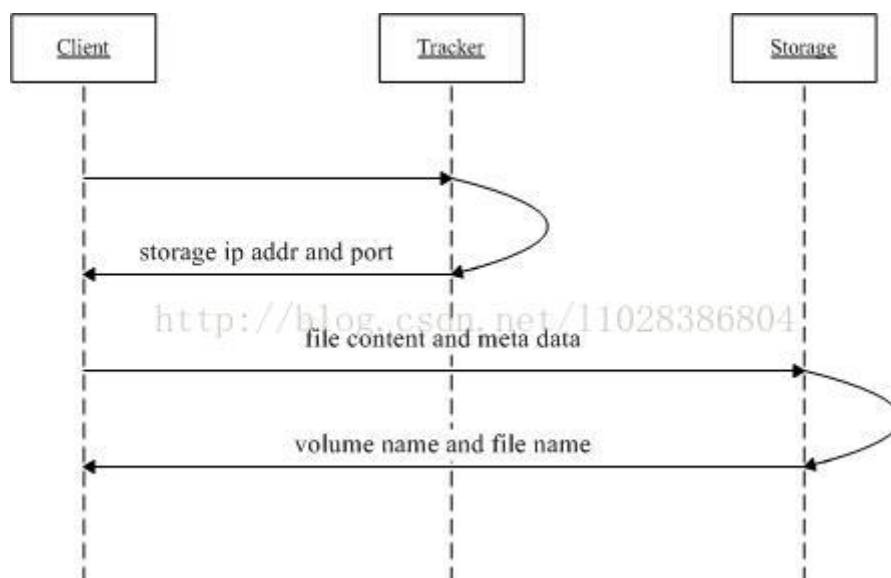 Client
Tracker
Storage
storage ip addr and port
http://blog.csdn.net/l1028386804
file content and meta data
volume name and file name